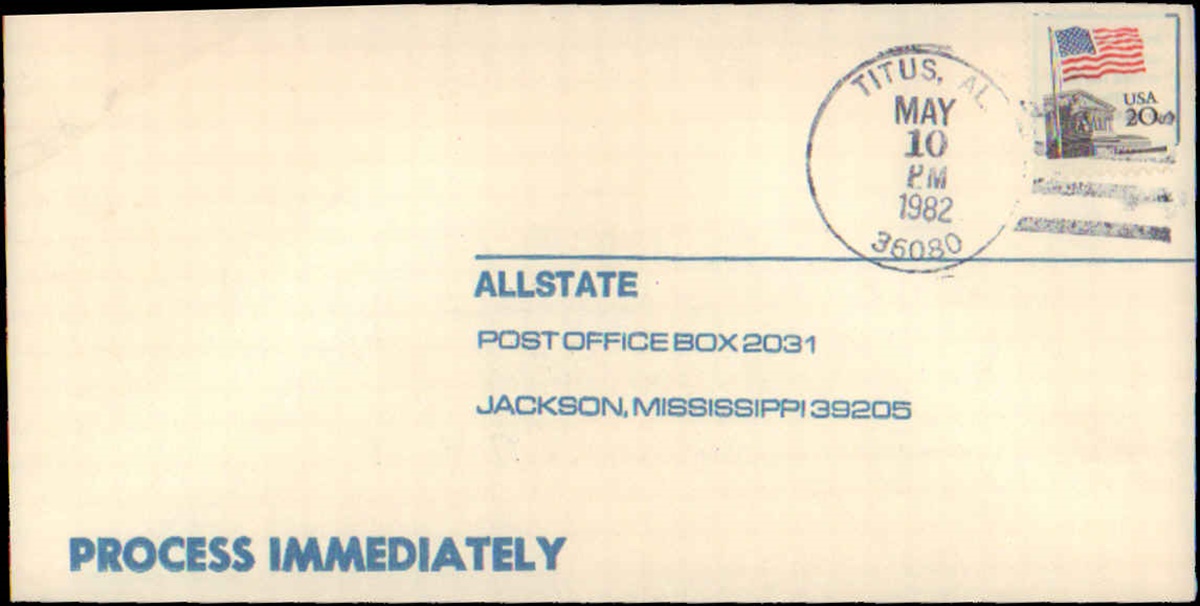 TITUS, AL
MAY
10
PM
1982
36080
USA
20c
ALLSTATE
POST OFFICE BOX 2031
JACKSON, MISSISSIPPI 39205
PROCESS IMMEDIATELY